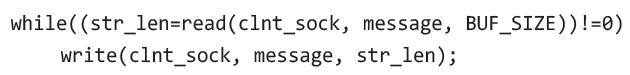 while((str_len=read(clnt_sock, message, BUF_SIZE))!=0)
    write(clnt_sock, message, str_len);